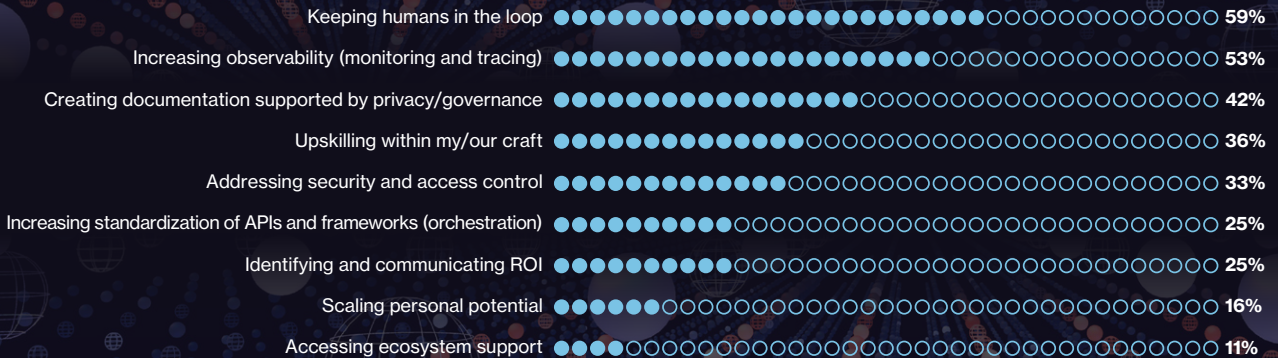 Keeping humans in the loop 59%
Increasing observability (monitoring and tracing) 53%
Creating documentation supported by privacy/governance 42%
Upskilling within my/our craft 36%
Addressing security and access control 33%
Increasing standardization of APIs and frameworks (orchestration) 25%
Identifying and communicating ROI 25%
Scaling personal potential 16%
Accessing ecosystem support 11%